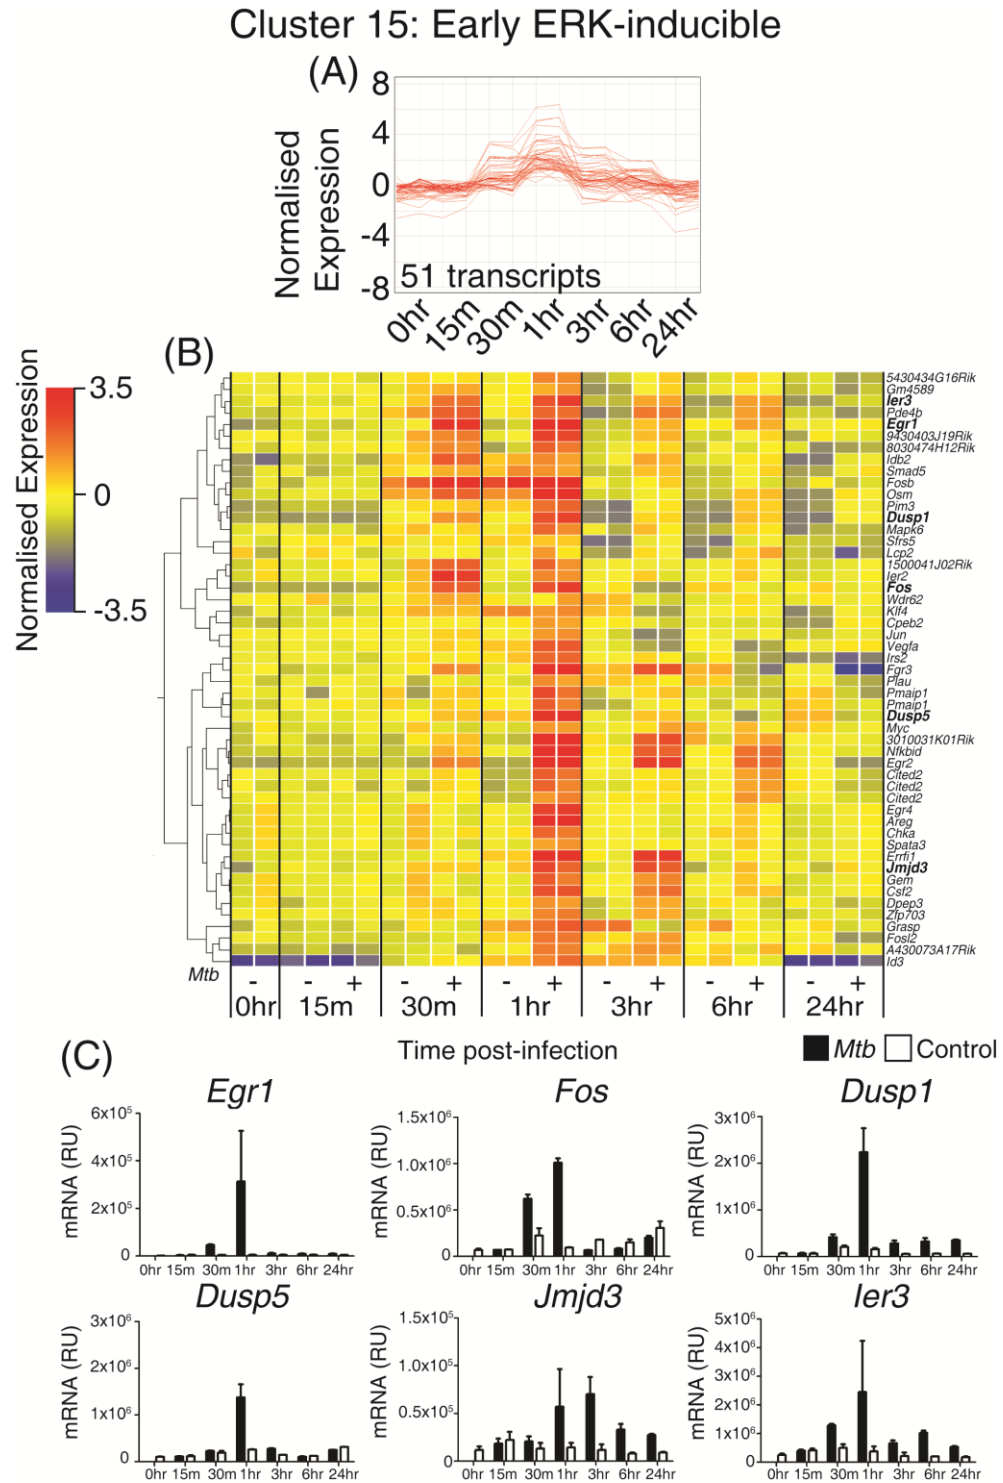 Cluster 15: Early ERK-inducible
(A)
Normalised
Expression
8
4
0
-4
-8
51 transcripts
0hr 15m 30m 1hr 3hr 6hr 24hr
(B)
Normalised Expression
3.5
0
-3.5
5430434G16Rik
Gm4589
Ier3
Pde4b
Egr1
9430403J19Rik
8030474H12Rik
Idb2
Smad5
Fosb
Osm
Pim3
Dusp1
Mapk6
Sfrs5
Lcp2
1500041J02Rik
Ier2
Fos
Wdr62
Klf4
Cpeb2
Jun
Vegfa
Irs2
Fgr3
Plau
Pmaip1
Pmaip1
Dusp5
Myc
3010031K01Rik
Nfkbid
Egr2
Cited2
Cited2
Cited2
Egr4
Areg
Chka
Spata3
Errfi1
Jmjd3
Gem
Csf2
Dpep3
Zfp703
Grasp
Fosl2
A430073A17Rik
Id3
Mtb - - + - + - + - + - + - +
0hr 15m 30m 1hr 3hr 6hr 24hr
Time post-infection
(C)
Mtb Control
Egr1
mRNA (RU)
6x10⁵
4x10⁵
2x10⁵
0
0hr 15m 30m 1hr 3hr 6hr 24hr
Fos
mRNA (RU)
1.5x10⁶
1.0x10⁶
0.5x10⁶
0
0hr 15m 30m 1hr 3hr 6hr 24hr
Dusp1
mRNA (RU)
3x10⁶
2x10⁶
1x10⁶
0
0hr 15m 30m 1hr 3hr 6hr 24hr
Dusp5
mRNA (RU)
3x10⁶
2x10⁶
1x10⁶
0
0hr 15m 30m 1hr 3hr 6hr 24hr
Jmjd3
mRNA (RU)
1.5x10⁵
1.0x10⁵
0.5x10⁵
0
0hr 15m 30m 1hr 3hr 6hr 24hr
Ier3
mRNA (RU)
5x10⁶
4x10⁶
3x10⁶
2x10⁶
1x10⁶
0
0hr 15m 30m 1hr 3hr 6hr 24hr